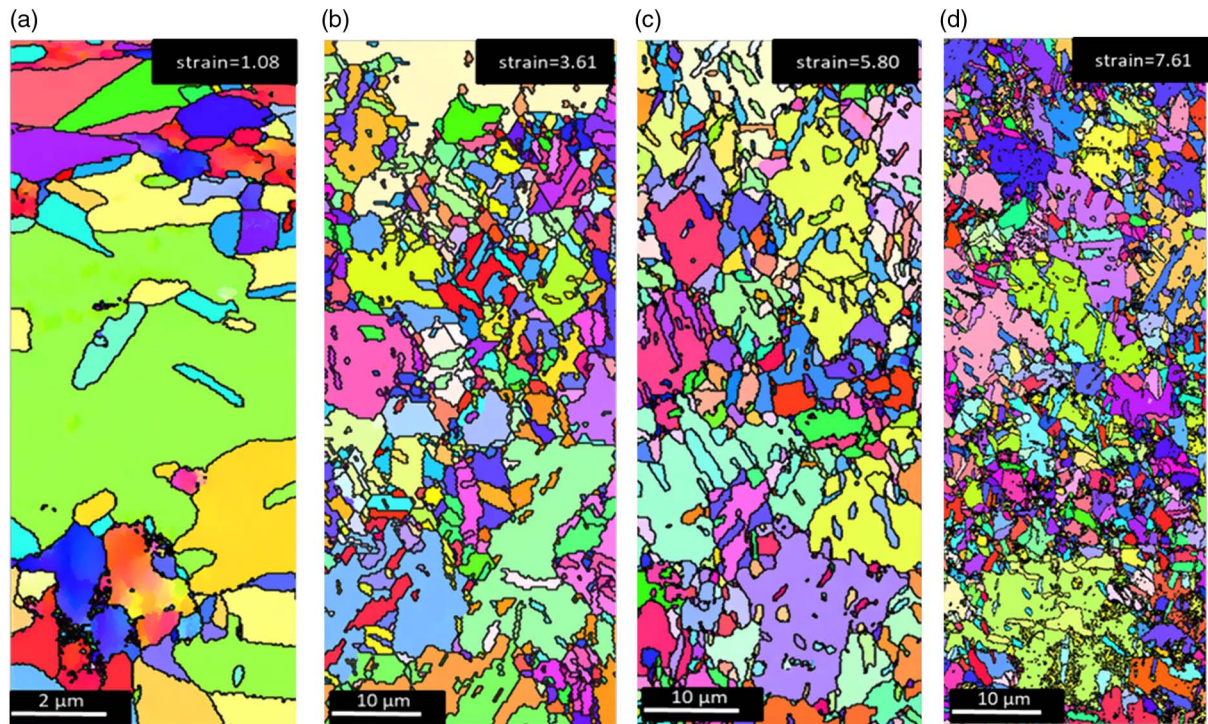 (a)
(b)
(c)
(d)
strain=1.08
strain=3.61
strain=5.80
strain=7.61
2 μm
10 μm
10 μm
10 μm